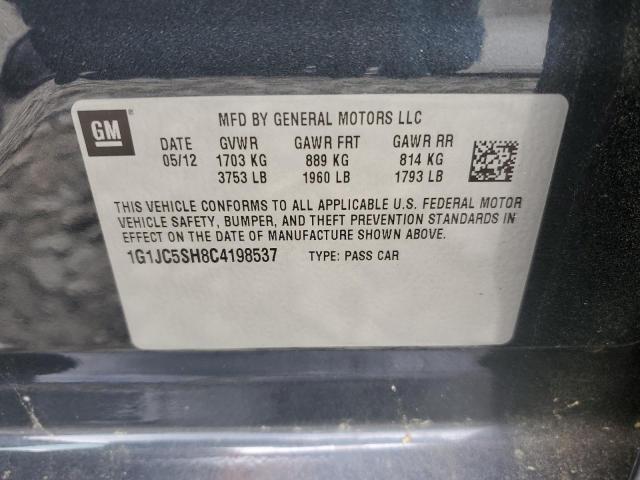 GM
MFD BY GENERAL MOTORS LLC
DATE GVWR GAWR FRT GAWR RR
05/12 1703 KG 889 KG 814 KG
3753 LB 1960 LB 1793 LB
THIS VEHICLE CONFORMS TO ALL APPLICABLE U.S. FEDERAL MOTOR
VEHICLE SAFETY, BUMPER, AND THEFT PREVENTION STANDARDS IN
EFFECT ON THE DATE OF MANUFACTURE SHOWN ABOVE.
1G1JC5SH8C4198537 TYPE: PASS CAR